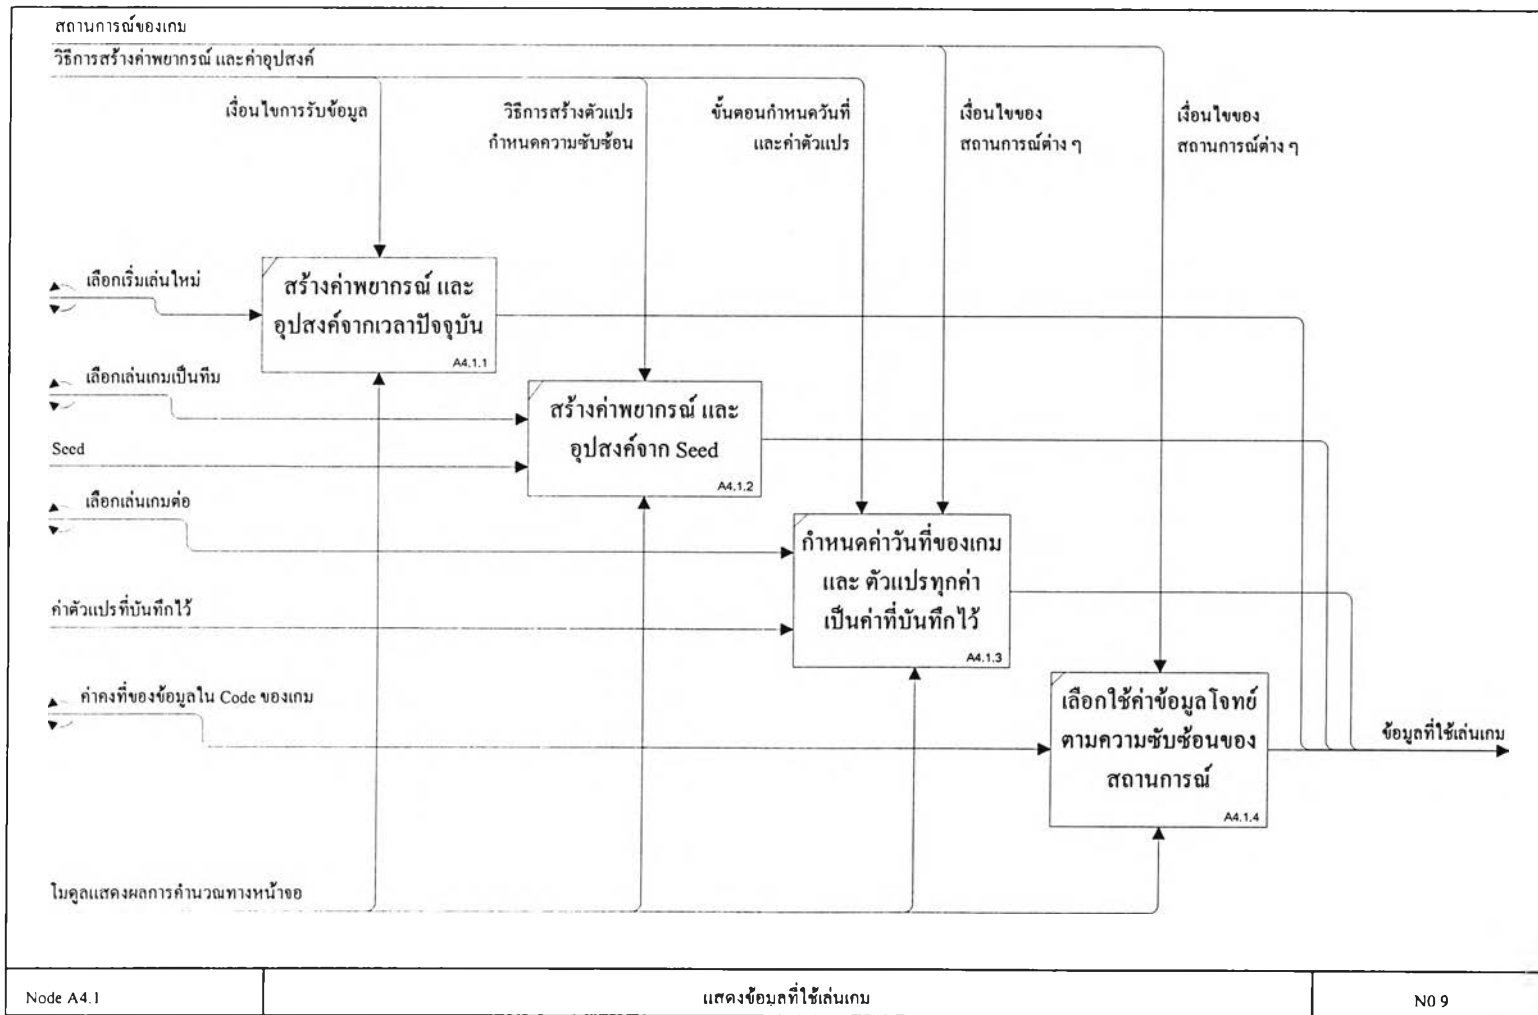 สถานการณ์ของเกม
วิธีการสร้างค่าพยากรณ์ และค่าอุปสงค์
เงื่อนไขการรับข้อมูล
วิธีการสร้างตัวแปร
กำหนดความซับซ้อน
ขั้นตอนกำหนดวันที่
และค่าตัวแปร
เงื่อนไขของ
สถานการณ์ต่าง ๆ
เงื่อนไขของ
สถานการณ์ต่าง ๆ
เลือกเริ่มเล่นใหม่
สร้างค่าพยากรณ์ และ
อุปสงค์จากเวลาปัจจุบัน
A4.1.1
เลือกเล่นเกมเป็นทีม
Seed
สร้างค่าพยากรณ์ และ
อุปสงค์จาก Seed
A4.1.2
เลือกเล่นเกมต่อ
ค่าตัวแปรที่บันทึกไว้
กำหนดค่าวันที่ของเกม
และ ตัวแปรทุกค่า
เป็นค่าที่บันทึกไว้
A4.1.3
ค่าคงที่ของข้อมูลใน Code ของเกม
เลือกใช้ค่าข้อมูลโจทย์
ตามความซับซ้อนของ
สถานการณ์
A4.1.4
ข้อมูลที่ใช้เล่นเกม
โมดูลแสดงผลการคำนวณทางหน้าจอ
Node A4.1
แสดงข้อมูลที่ใช้เล่นเกม
N0 9